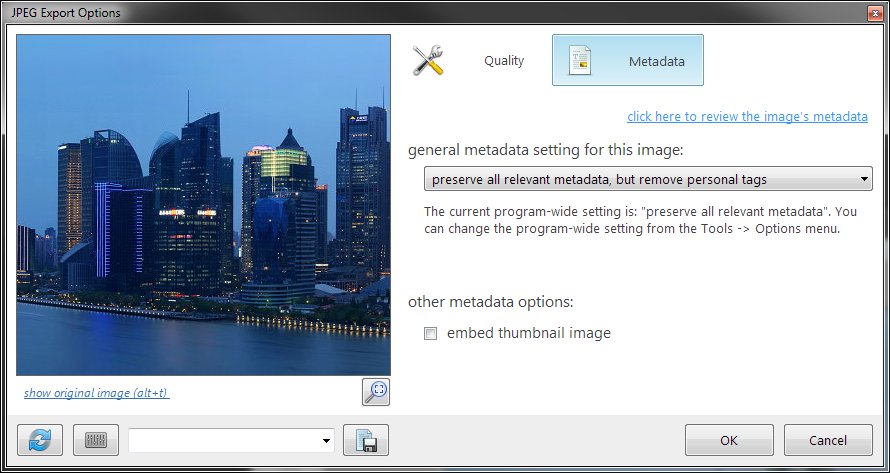 JPEG Export Options
Quality
Metadata
click here to review the image's metadata
general metadata setting for this image:
preserve all relevant metadata, but remove personal tags
The current program-wide setting is: "preserve all relevant metadata". You
can change the program-wide setting from the Tools -> Options menu.
other metadata options:
embed thumbnail image
show original image (alt+t)
OK
Cancel